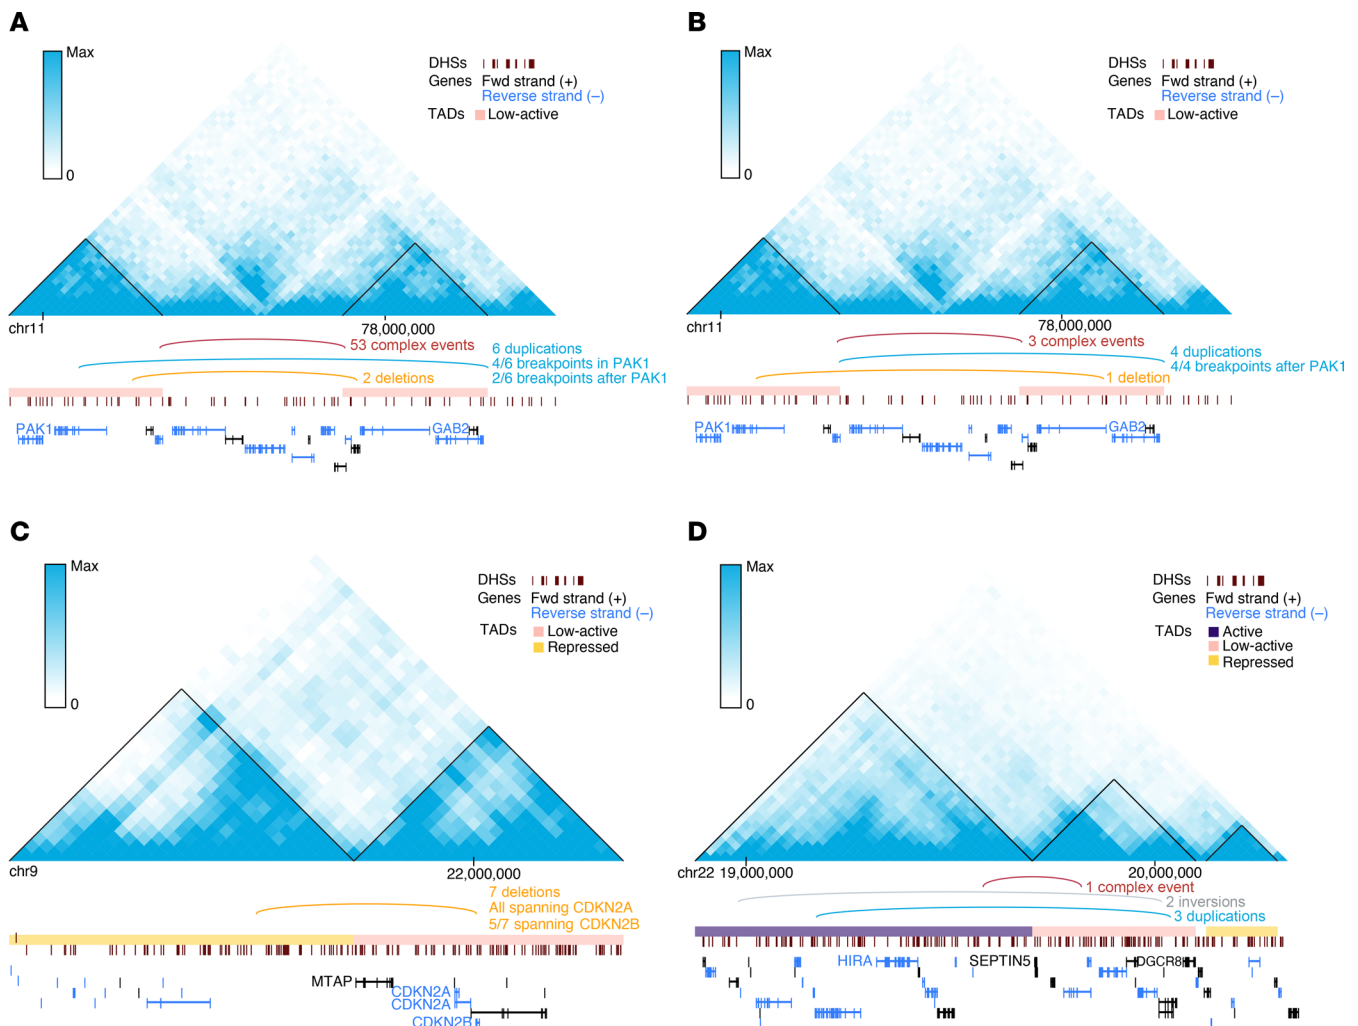 A
Max
0
DHSs
Genes Fwd strand (+)
Reverse strand (–)
TADs Low-active
chr11
78,000,000
53 complex events
6 duplications
4/6 breakpoints in PAK1
2/6 breakpoints after PAK1
2 deletions
PAK1
GAB2
B
Max
0
DHSs
Genes Fwd strand (+)
Reverse strand (–)
TADs Low-active
chr11
78,000,000
3 complex events
4 duplications
4/4 breakpoints after PAK1
1 deletion
PAK1
GAB2
C
Max
0
DHSs
Genes Fwd strand (+)
Reverse strand (–)
TADs Low-active
Repressed
chr9
22,000,000
7 deletions
All spanning CDKN2A
5/7 spanning CDKN2B
MTAP
CDKN2A
CDKN2A
CDKN2B
D
Max
0
DHSs
Genes Fwd strand (+)
Reverse strand (–)
TADs Active
Low-active
Repressed
chr22 19,000,000
20,000,000
1 complex event
2 inversions
3 duplications
HIRA
SEPTIN5
DGCR8